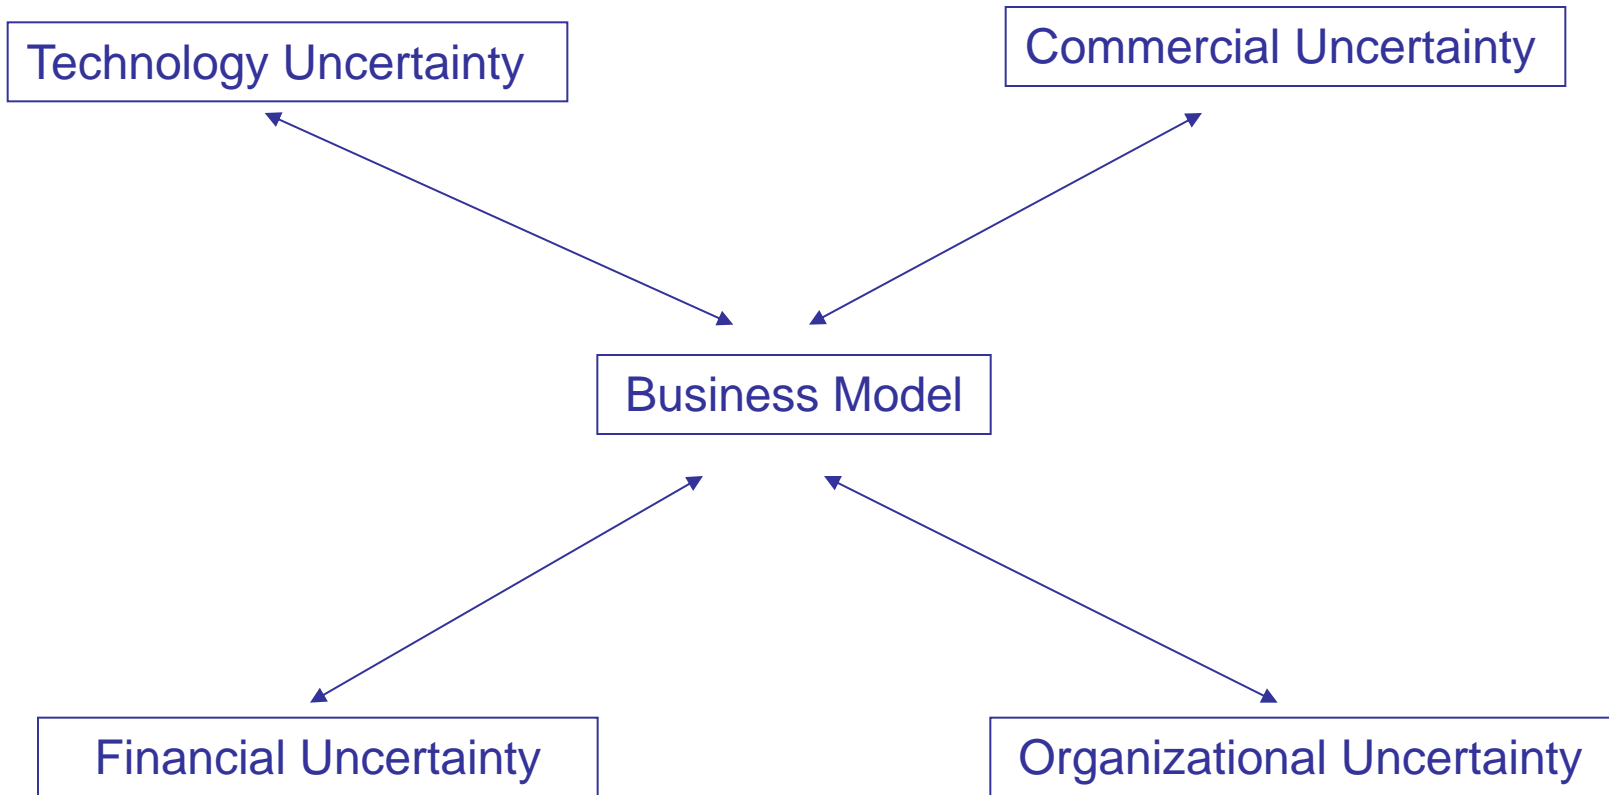 Technology Uncertainty
Commercial Uncertainty
Business Model
Financial Uncertainty
Organizational Uncertainty